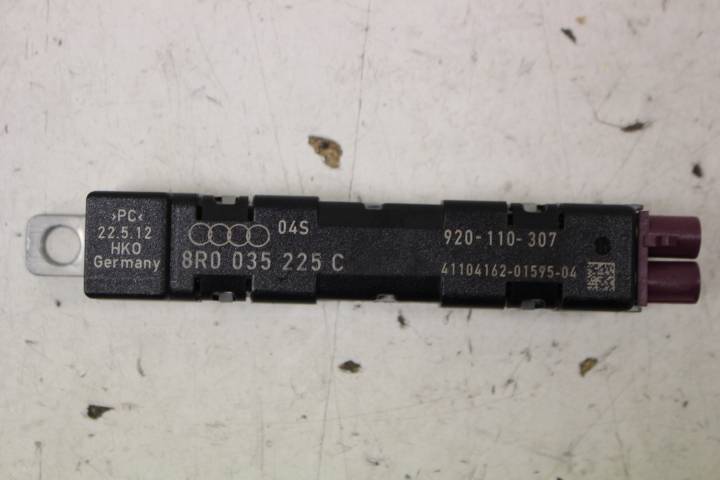 >PC<
22.5.12
HKO
Germany
04S
8R0 035 225 C
920-110-307
41104162-01595-04